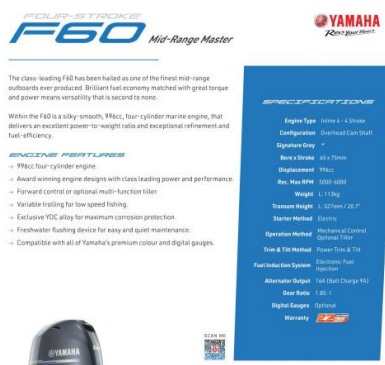 FOUR-STROKE
F60 Mid-Range Master
YAMAHA
Revs Your Heart
The class-leading F60 has been hailed as one of the finest mid-range
outboards ever produced. Brilliant fuel economy matched with great torque
and power means versatility that is second to none.
Within the F60 is a silky-smooth, 996cc, four-cylinder marine engine, that
delivers an excellent power-to-weight ratio and exceptional refinement and
fuel-efficiency.
ENGINE FEATURES
→ 996cc four-cylinder engine.
→ Award winning engine designs with class leading power and performance.
→ Forward control or optional multi-function tiller.
→ Variable trolling for low speed fishing.
→ Exclusive YDC alloy for maximum corrosion protection.
→ Freshwater flushing device for easy and quiet maintenance.
→ Compatible with all of Yamaha's premium colour and digital gauges.
SPECIFICATIONS
Engine Type Inline 4 - 4 Stroke
Configuration Overhead Cam Shaft
Signature Grey
Bore x Stroke 65 x 75mm
Displacement 996cc
Rec. Max RPM 5000-6000
Weight L: 113kg
Transom Height L: 527mm / 20.7"
Starter Method Electric
Operation Method Mechanical Control
Optional Tiller
Trim & Tilt Method Power Trim & Tilt
Fuel Induction System Electronic Fuel
Injection
Alternator Output 16A (Batt Charge 9A)
Gear Ratio 1.85: 1
Digital Gauges Optional
Warranty
SCAN ME
YAMAHA